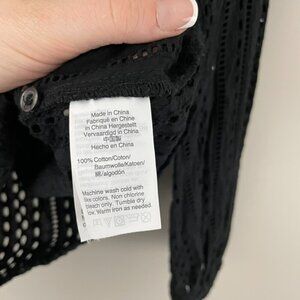 Made in China
Fabriqué en Chine
in China Hergestellt
Vervaardigd in China
中国製
Hecho en China
100% Cotton/Coton/
Baumwolle/Katoen/
綿/algodón
Machine wash cold with
like colors. Non chlorine
bleach only. Tumble dry
low. Warm iron as needed.